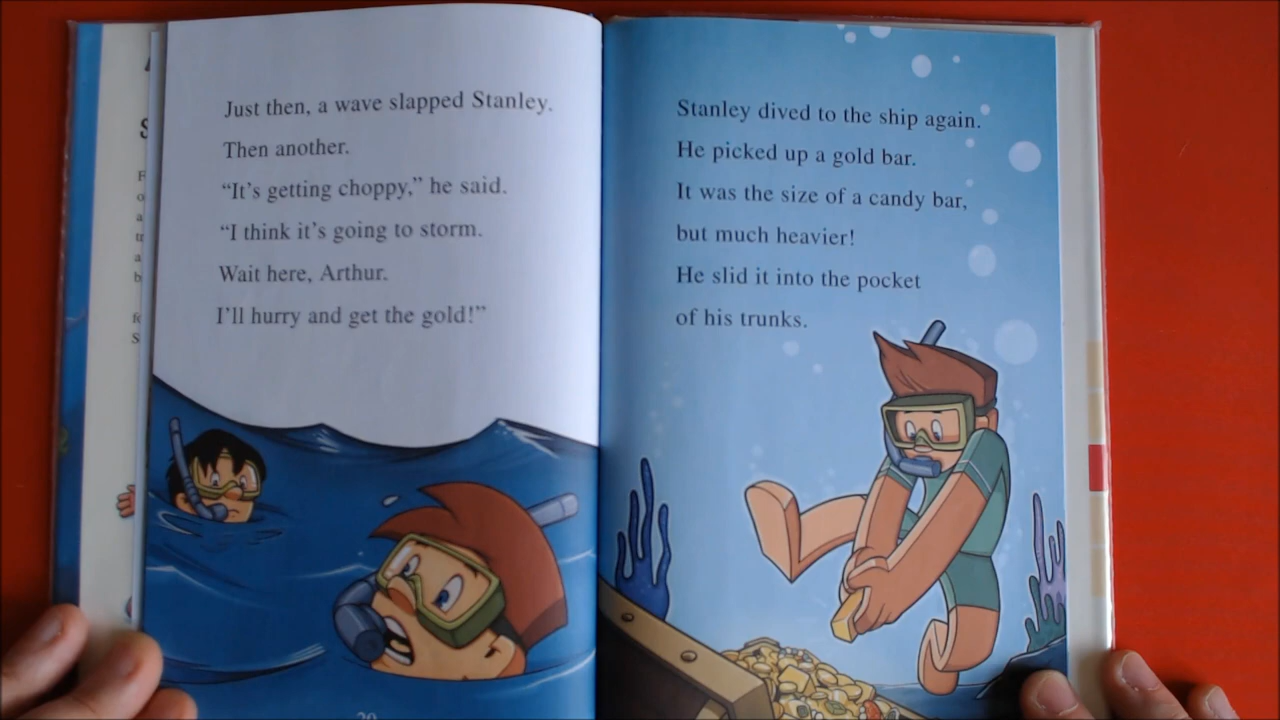 Just then, a wave slapped Stanley.
Then another.
“It’s getting choppy,” he said.
“I think it’s going to storm.
Wait here, Arthur.
I’ll hurry and get the gold!”
Stanley dived to the ship again.
He picked up a gold bar.
It was the size of a candy bar,
but much heavier!
He slid it into the pocket
of his trunks.